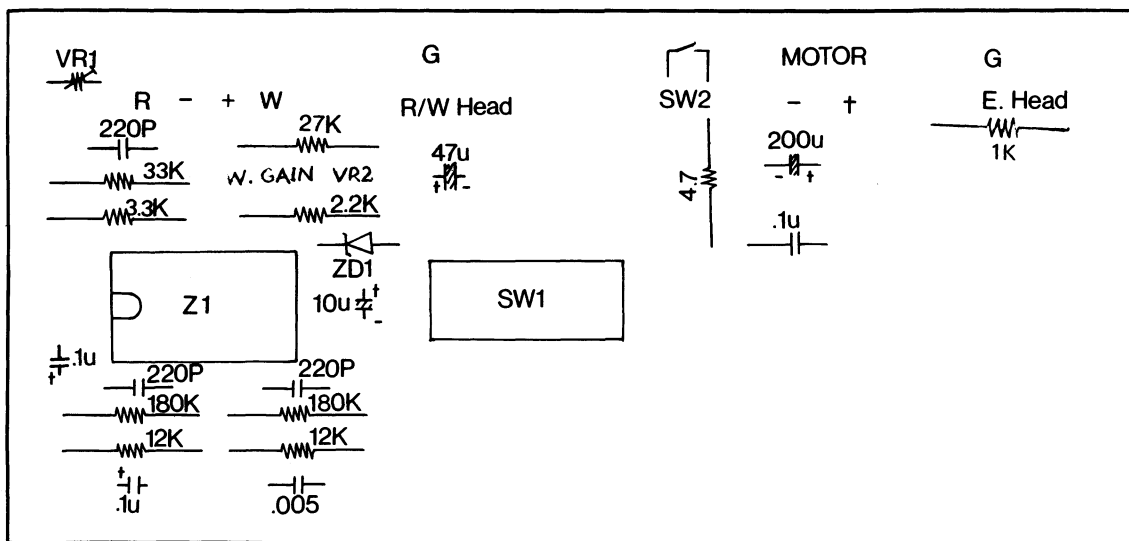 VR1
G
MOTOR
G
R - + W
R/W Head
SW2
- +
E. Head
220P
27K
47u
+ -
200u
- +
1K
33K
W. GAIN VR2
4.7
3.3K
2.2K
.1u
ZD1
Z1
10u
+
-
SW1
.1u
+
220P
220P
180K
180K
12K
12K
+
.1u
.005